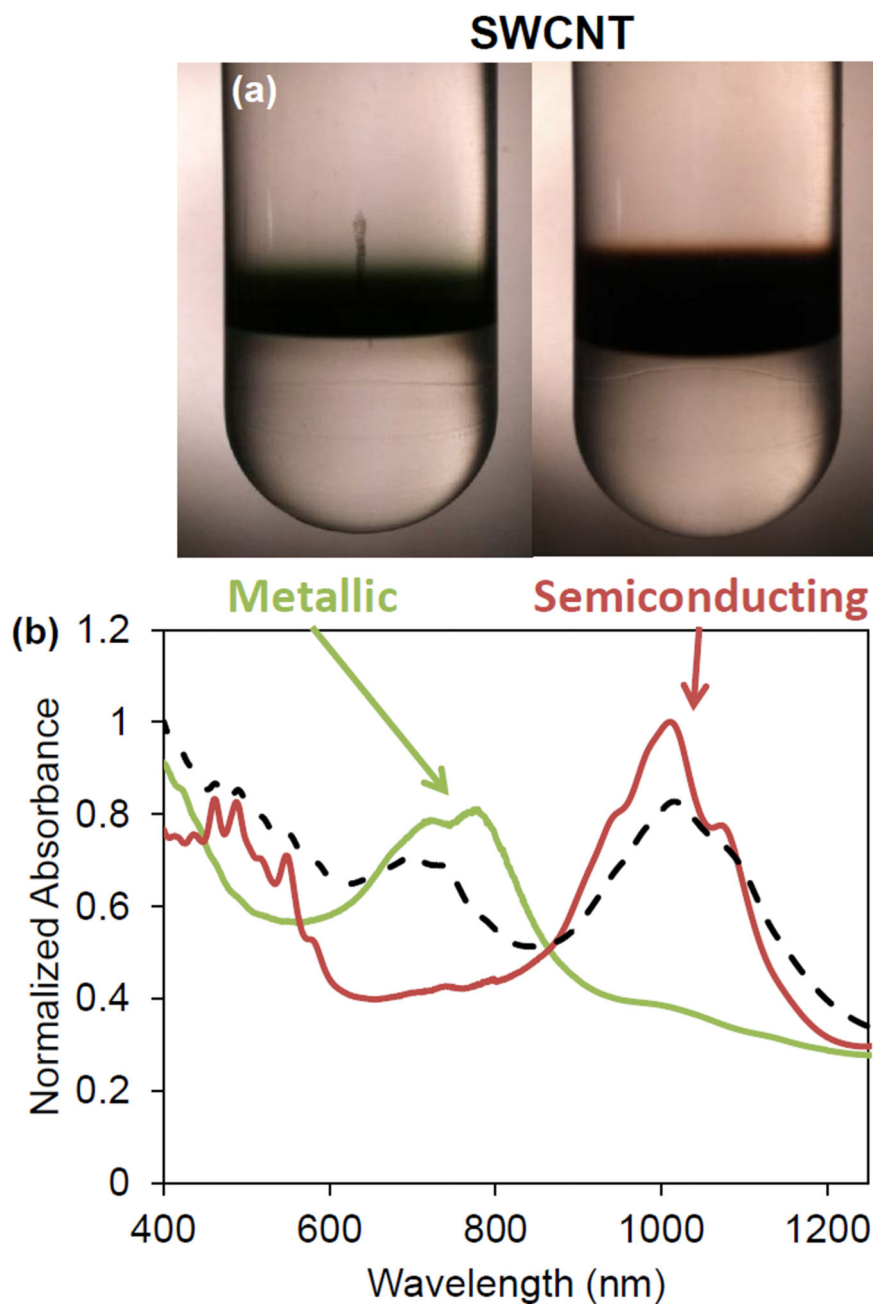 SWCNT
(a)
Metallic Semiconducting
(b)
1.2
1
0.8
0.6
0.4
0.2
0
Normalized Absorbance
400 600 800 1000 1200
Wavelength (nm)